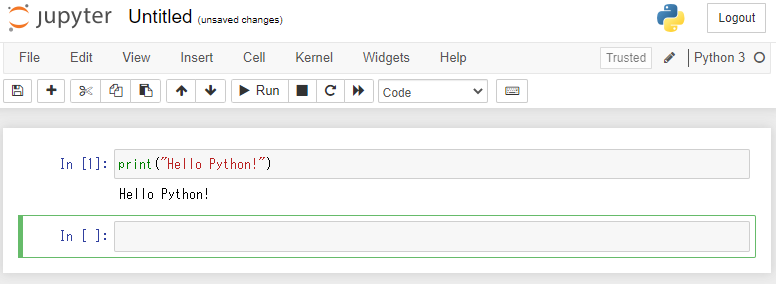 jupyter Untitled (unsaved changes) Logout
File Edit View Insert Cell Kernel Widgets Help Trusted Python 3
Run Code
In [1]: print("Hello Python!")
Hello Python!
In [ ]: